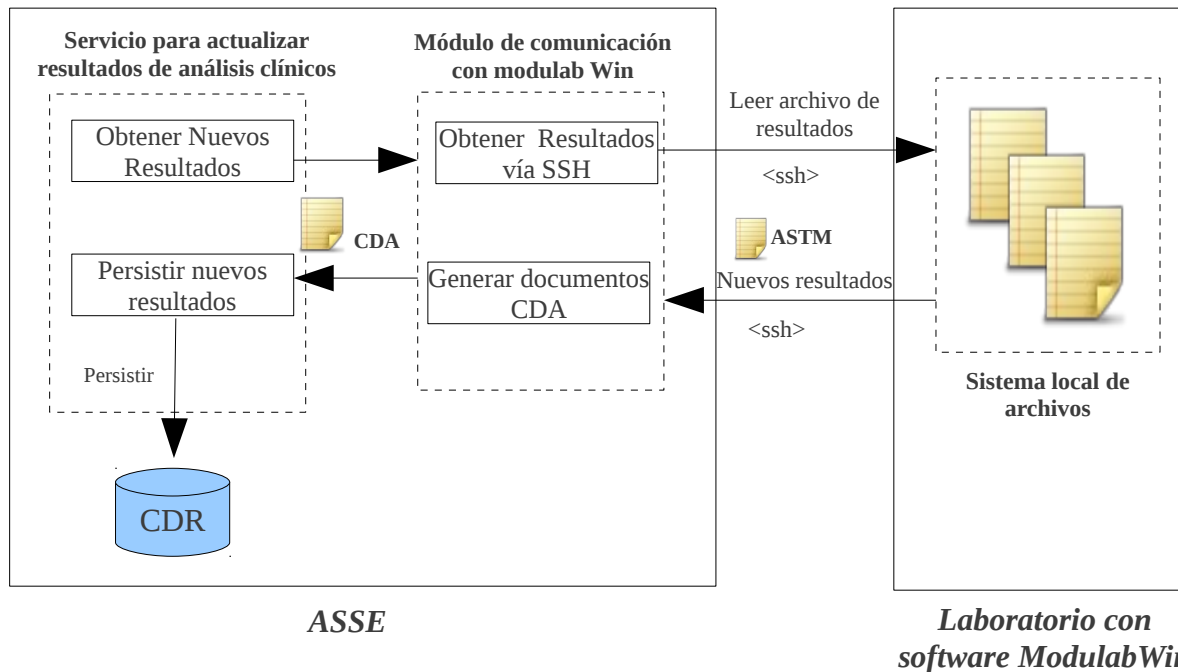 Servicio para actualizar
resultados de análisis clínicos
Módulo de comunicación
con modulab Win
Obtener Nuevos
Resultados
Obtener Resultados
vía SSH
Leer archivo de
resultados
<ssh>
CDA
ASTM
Persistir nuevos
resultados
Generar documentos
CDA
Nuevos resultados
<ssh>
Persistir
Sistema local de
archivos
CDR
ASSE
Laboratorio con
software ModulabWin